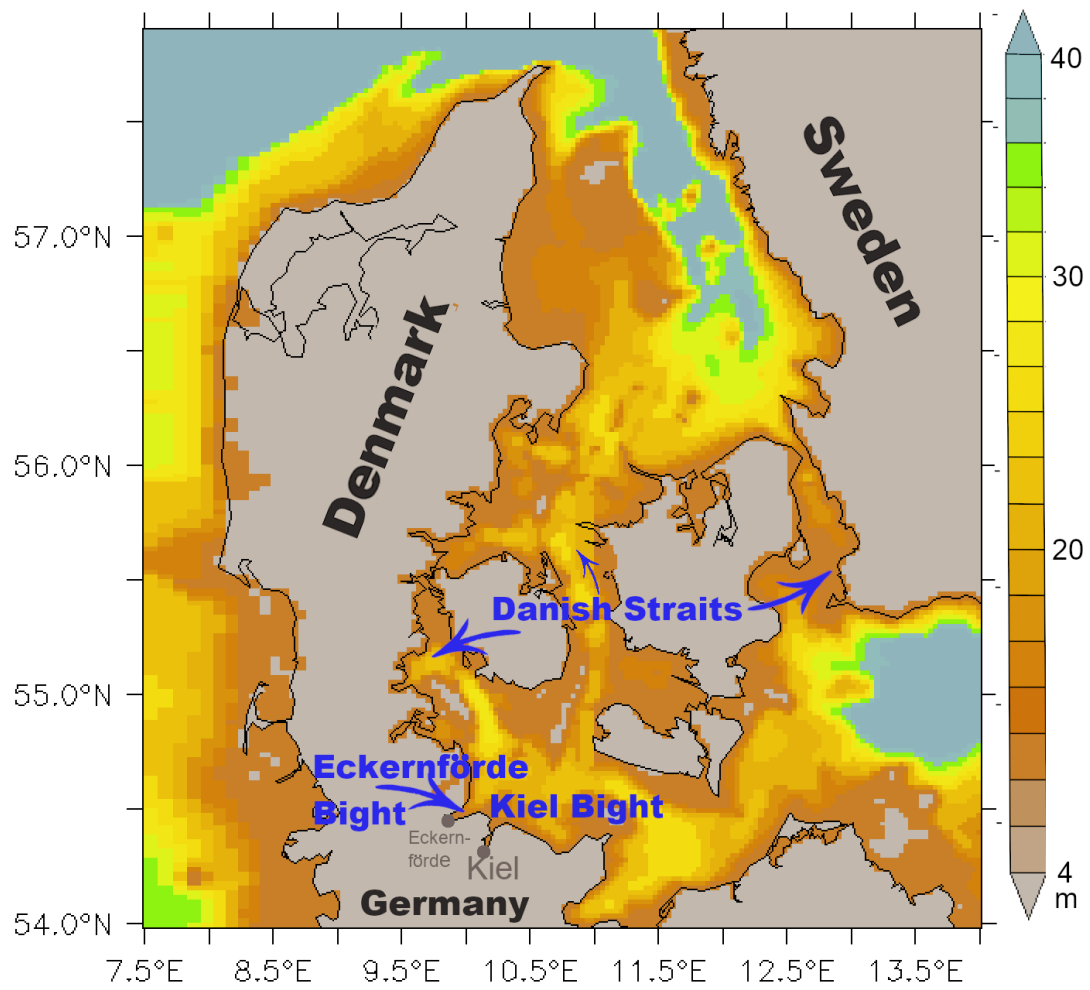 40
Sweden
57.0°N
30
Denmark
56.0°N
20
Danish Straits
55.0°N
Eckernförde
Bight
Kiel Bight
Eckern-
förde
Kiel
Germany
4
m
54.0°N
7.5°E 8.5°E 9.5°E 10.5°E 11.5°E 12.5°E 13.5°E